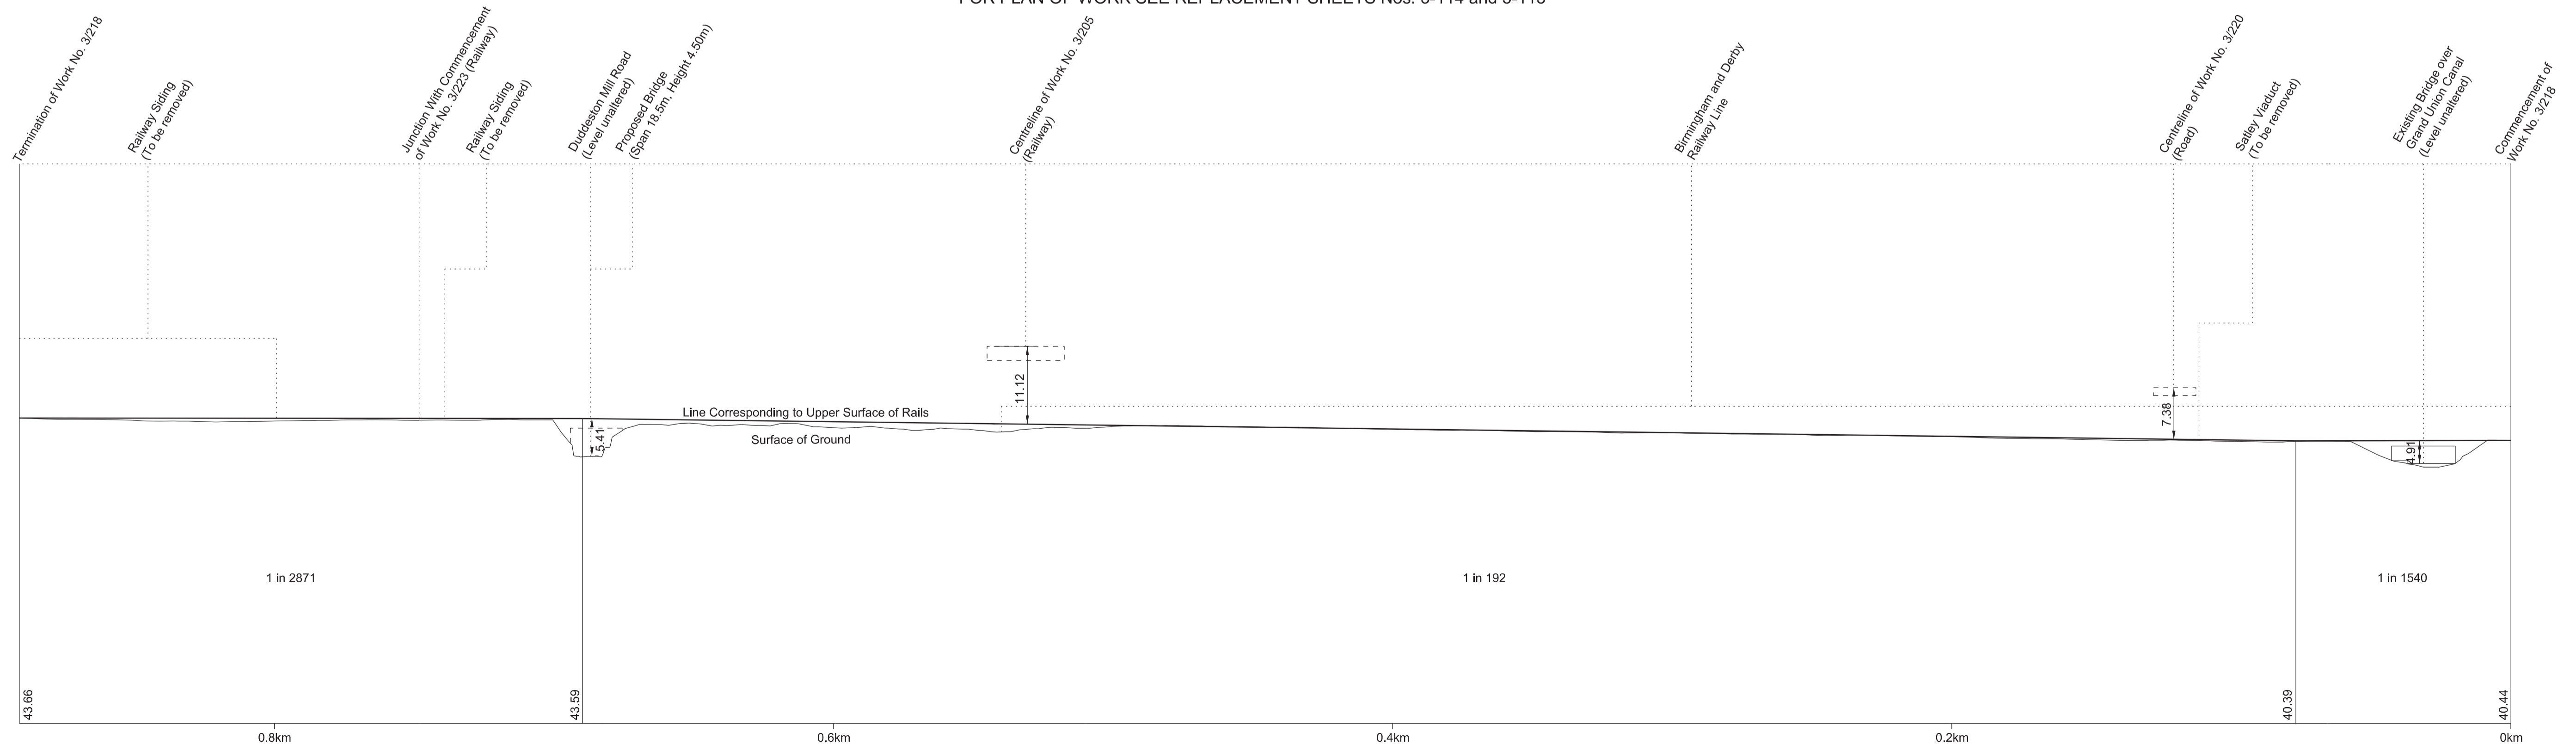 Termination of Work No. 3/218
Railway Siding
(To be removed)
Junction With Commencement
of Work No. 3/223 (Railway)
Railway Siding
(To be removed)
Duddeston Mill Road
(Level unaltered)
Proposed Bridge
(Span 18.5m, Height 4.50m)
Centreline of Work No. 3/205
(Railway)
Birmingham and Derby
Railway Line
Centreline of Work No. 3/220
(Road)
Satley Viaduct
(To be removed)
Existing Bridge over
Grand Union Canal
(Level unaltered)
Commencement of
Work No. 3/218
11.12
7.38
Line Corresponding to Upper Surface of Rails
5.41
Surface of Ground
4.91
1 in 2871
1 in 192
1 in 1540
43.66
43.59
40.39
40.44
0.8km
0.6km
0.4km
0.2km
0km